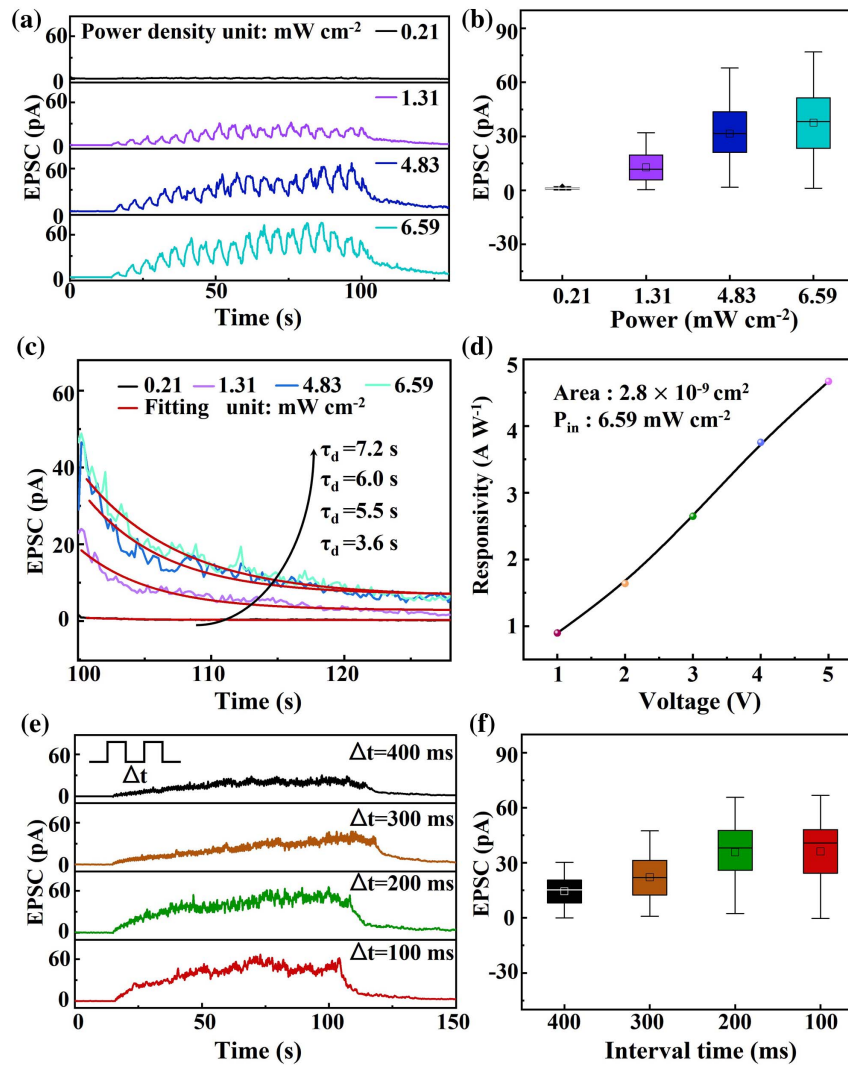 (a)
Power density unit: mW cm-2
0.21
1.31
4.83
6.59
EPSC (pA)
60
0
60
0
60
0
60
0
0
50
100
Time (s)
(b)
EPSC (pA)
90
60
30
0
-30
0.21
1.31
4.83
6.59
Power (mW cm-2)
(c)
0.21 1.31 4.83 6.59
Fitting unit: mW cm-2
τd=7.2 s
τd=6.0 s
τd=5.5 s
τd=3.6 s
EPSC (pA)
60
40
20
0
100
110
120
Time (s)
(d)
Area : 2.8 × 10-9 cm2
Pin : 6.59 mW cm-2
Responsivity (A W-1)
5
4
3
2
1
1 2 3 4 5
Voltage (V)
(e)
Δt
Δt=400 ms
Δt=300 ms
Δt=200 ms
Δt=100 ms
EPSC (pA)
60
0
60
0
60
0
60
0
0 50 100 150
Time (s)
(f)
EPSC (pA)
90
60
30
0
-30
400 300 200 100
Interval time (ms)